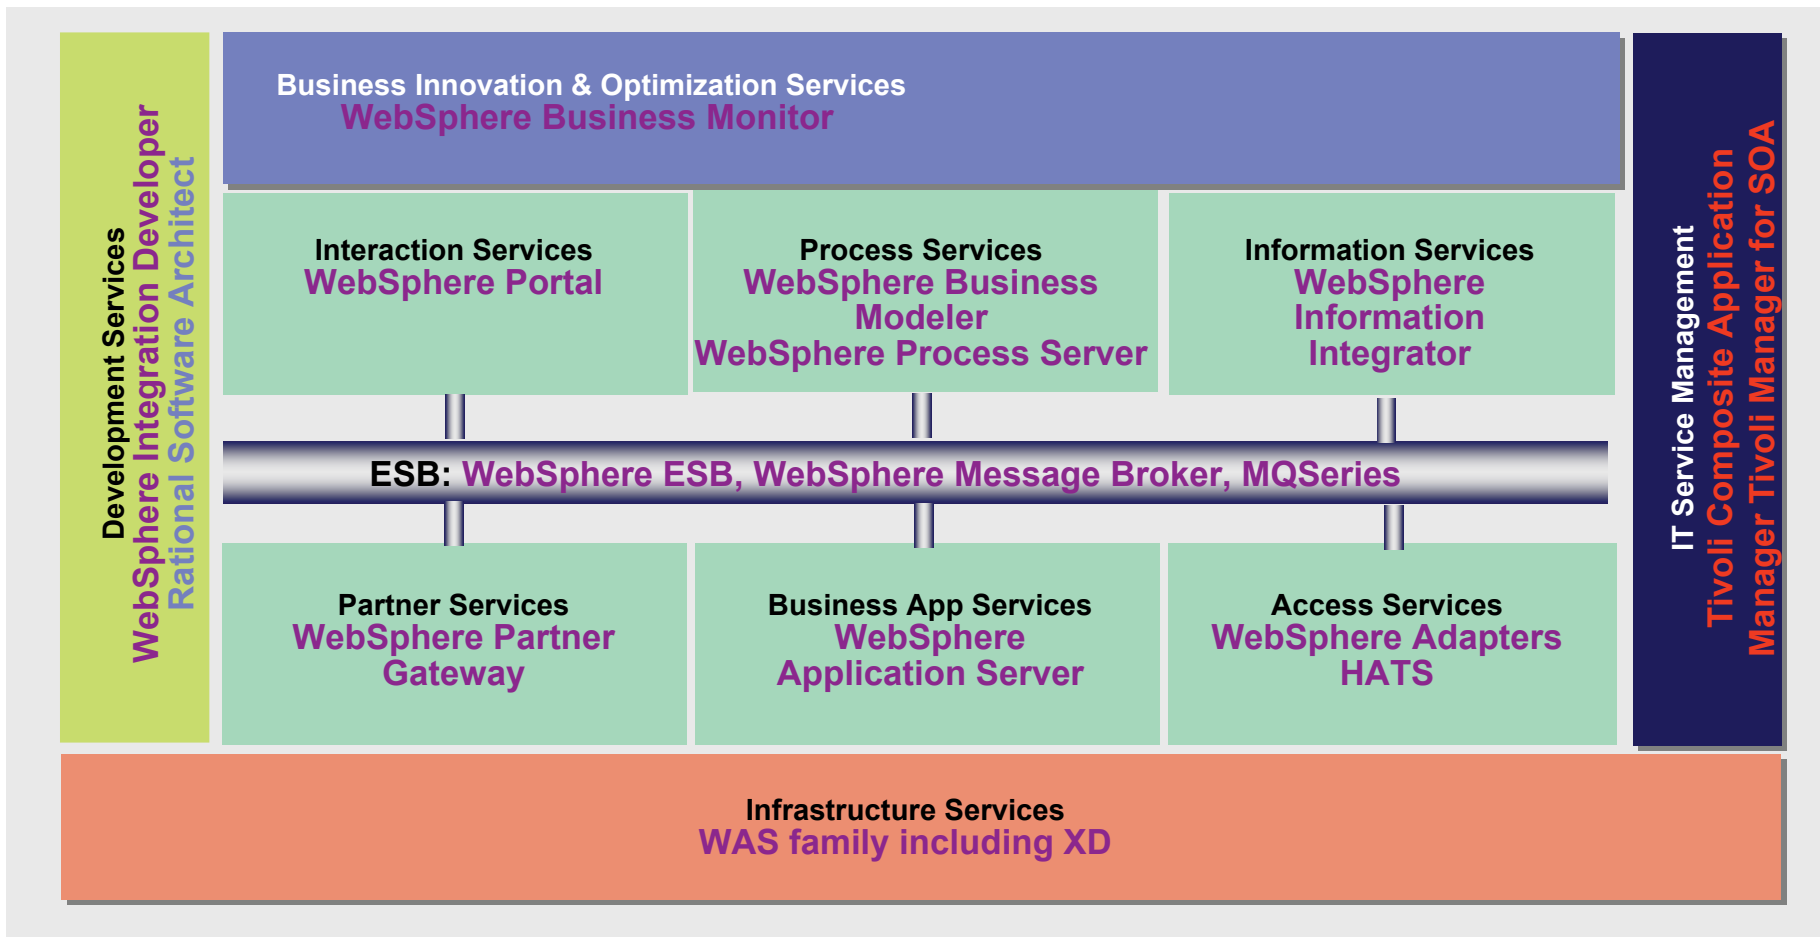 Development Services
WebSphere Integration Developer
Rational Software Architect
Business Innovation & Optimization Services
WebSphere Business Monitor
Interaction Services
WebSphere Portal
Process Services
WebSphere Business
Modeler
WebSphere Process Server
Information Services
WebSphere
Information
Integrator
ESB: WebSphere ESB, WebSphere Message Broker, MQSeries
Partner Services
WebSphere Partner
Gateway
Business App Services
WebSphere
Application Server
Access Services
WebSphere Adapters
HATS
IT Service Management
Tivoli Composite Application
Manager Tivoli Manager for SOA
Infrastructure Services
WAS family including XD